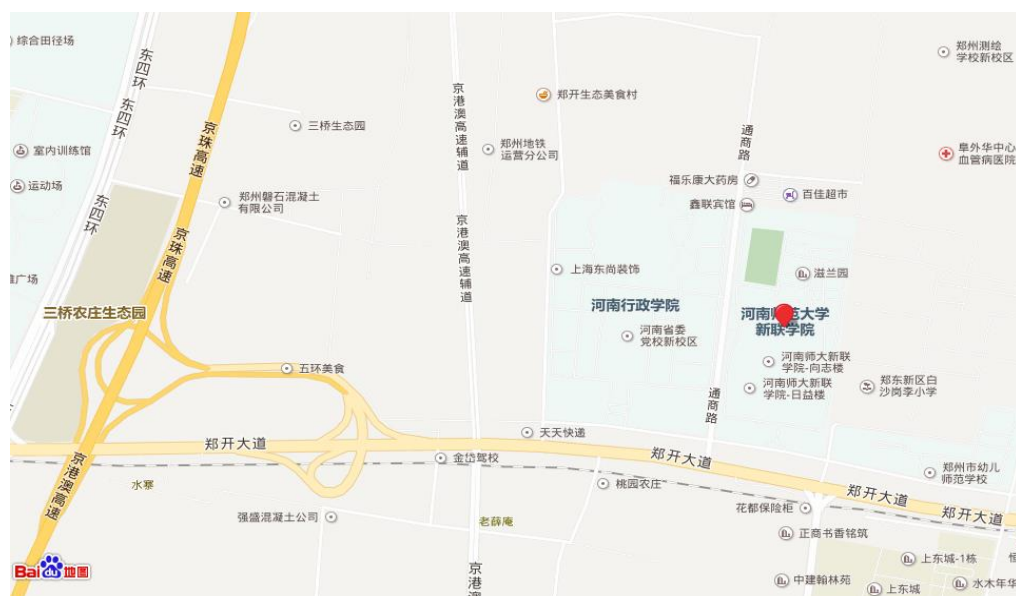 综合田径场
东四环
东四环
东四环
京珠高速
京珠高速
京港澳高速
京港澳高速辅道
京港澳高速辅道
京港
通商路
通商路
郑州测绘
学校新校区
郑开生态美食村
三桥生态园
郑州地铁
运营分公司
室内训练馆
阜外华中心
血管病医院
运动场
福乐康大药房
百佳超市
鑫联宾馆
郑州磐石混凝土
有限公司
广场
上海东尚装饰
滋兰园
三桥农庄生态园
河南行政学院
河南师范大学
新联学院
河南省委
党校新校区
河南师大新联
学院-向志楼
五环美食
河南师大新联
学院-日益楼
郑东新区白
沙岗李小学
天天快递
郑开大道
郑开大道
郑开大道
郑开大道
金岱驾校
郑州市幼儿
师范学校
水寨
桃园农庄
花都保险柜
强盛混凝土公司
老薛庵
正商书香铭筑
上东城-1栋
中建翰林苑
上东城
水木年华
Bai du 地图